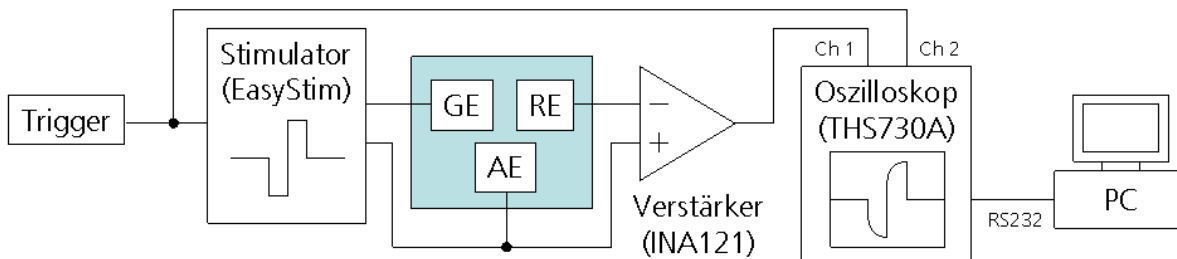 Trigger
Stimulator
(EasyStim)
GE
RE
AE
−
+
Verstärker
(INA121)
Ch 1
Ch 2
Oszilloskop
(THS730A)
RS232
PC